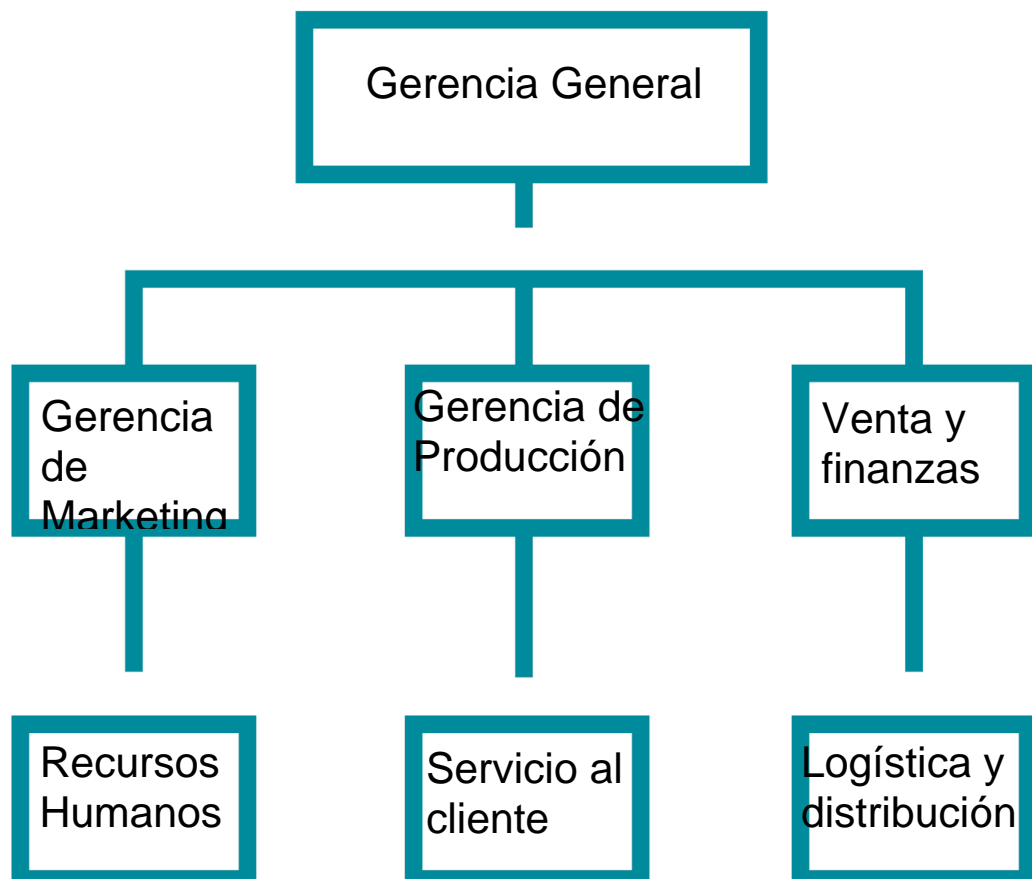 Gerencia General
Gerencia
de
Marketing
Gerencia de
Producción
Venta y
finanzas
Recursos
Humanos
Servicio al
cliente
Logística y
distribución